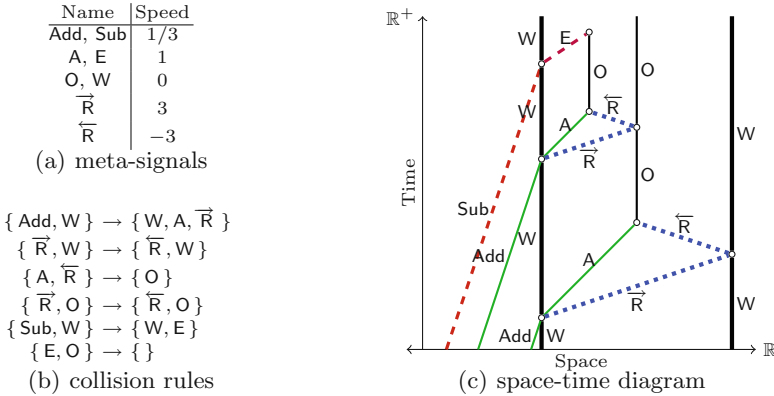 Name Speed
Add, Sub 1/3
A, E 1
O, W 0
→R 3
←R −3
(a) meta-signals
{ Add, W } → { W, A, →R }
{ →R, W } → { ←R, W }
{ A, ←R } → { O }
{ →R, O } → { ←R, O }
{ Sub, W } → { W, E }
{ E, O } → { }
(b) collision rules
ℝ⁺
W
E
O
O
W
←R
A
→R
W
Time
O
Sub
←R
W
Add
A
→R
W
Add
W
Space
ℝ
(c) space-time diagram